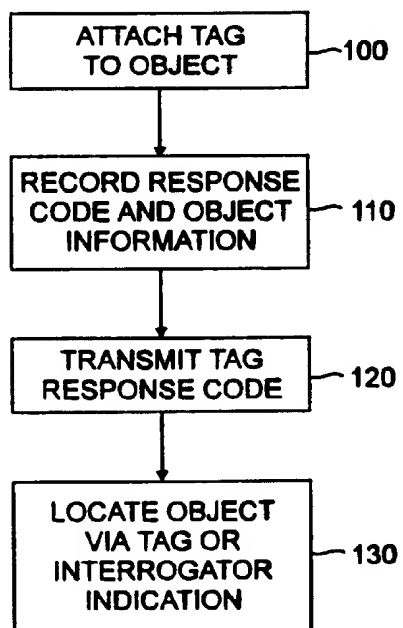 ATTACH TAG
TO OBJECT
100
RECORD RESPONSE
CODE AND OBJECT
INFORMATION
110
TRANSMIT TAG
RESPONSE CODE
120
LOCATE OBJECT
VIA TAG OR
INTERROGATOR
INDICATION
130